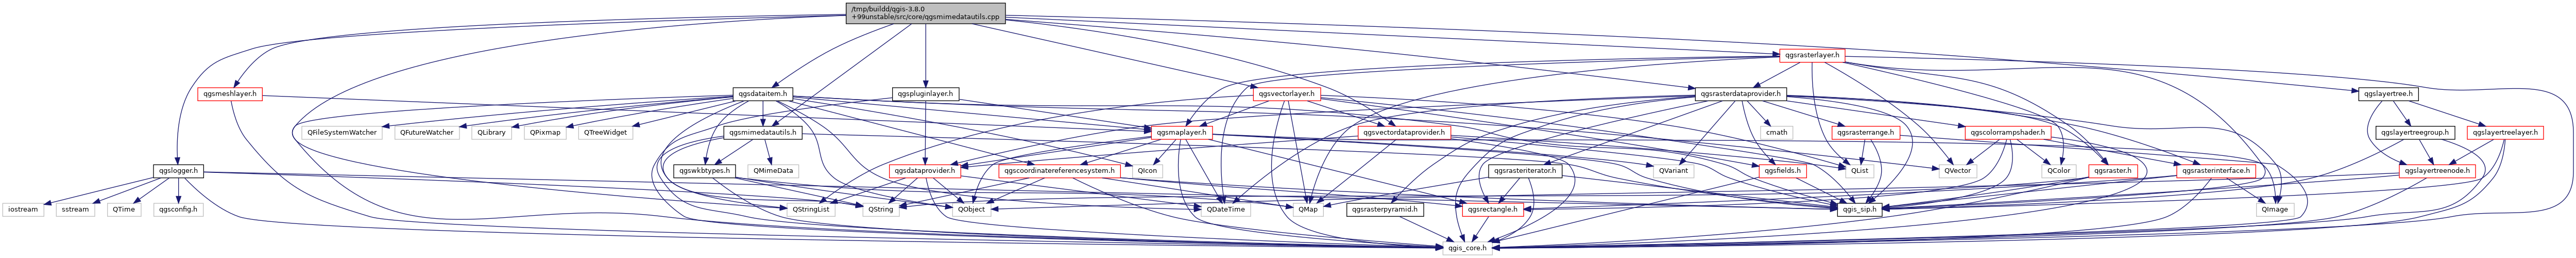 /tmp/buildd/qgis-3.8.0
+99unstable/src/core/qgsmimedatautils.cpp
qgsrasterlayer.h
qgsmeshlayer.h
qgsdataitem.h
qgspluginlayer.h
qgsvectorlayer.h
qgsrasterdataprovider.h
qgslayertree.h
QFileSystemWatcher
QFutureWatcher
QLibrary
QPixmap
QTreeWidget
qgsmimedatautils.h
qgsmaplayer.h
qgsvectordataprovider.h
cmath
qgsrasterrange.h
qgscolorrampshader.h
qgslayertreegroup.h
qgslayertreelayer.h
qgslogger.h
qgswkbtypes.h
QMimeData
qgsdataprovider.h
qgscoordinatereferencesystem.h
QIcon
qgsrasteriterator.h
QVariant
qgsfields.h
QList
QVector
QColor
qgsraster.h
qgsrasterinterface.h
qgslayertreenode.h
iostream
sstream
QTime
qgsconfig.h
QStringList
QString
QObject
QDateTime
QMap
qgsrasterpyramid.h
qgsrectangle.h
qgis_sip.h
QImage
qgis_core.h